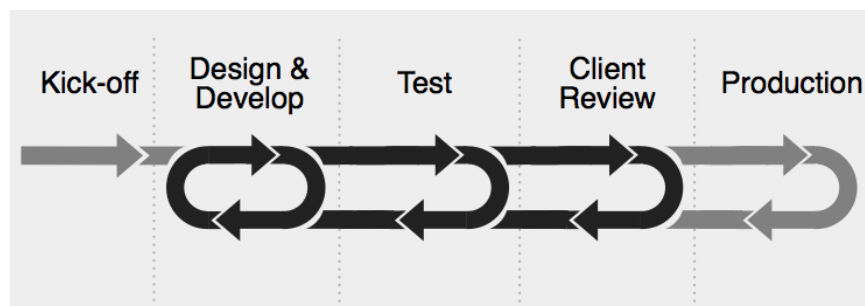 Kick-off
Design &
Develop
Test
Client
Review
Production